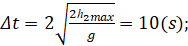 Δt = 2√(2h₂ₘₐₓ/g) = 10(s);